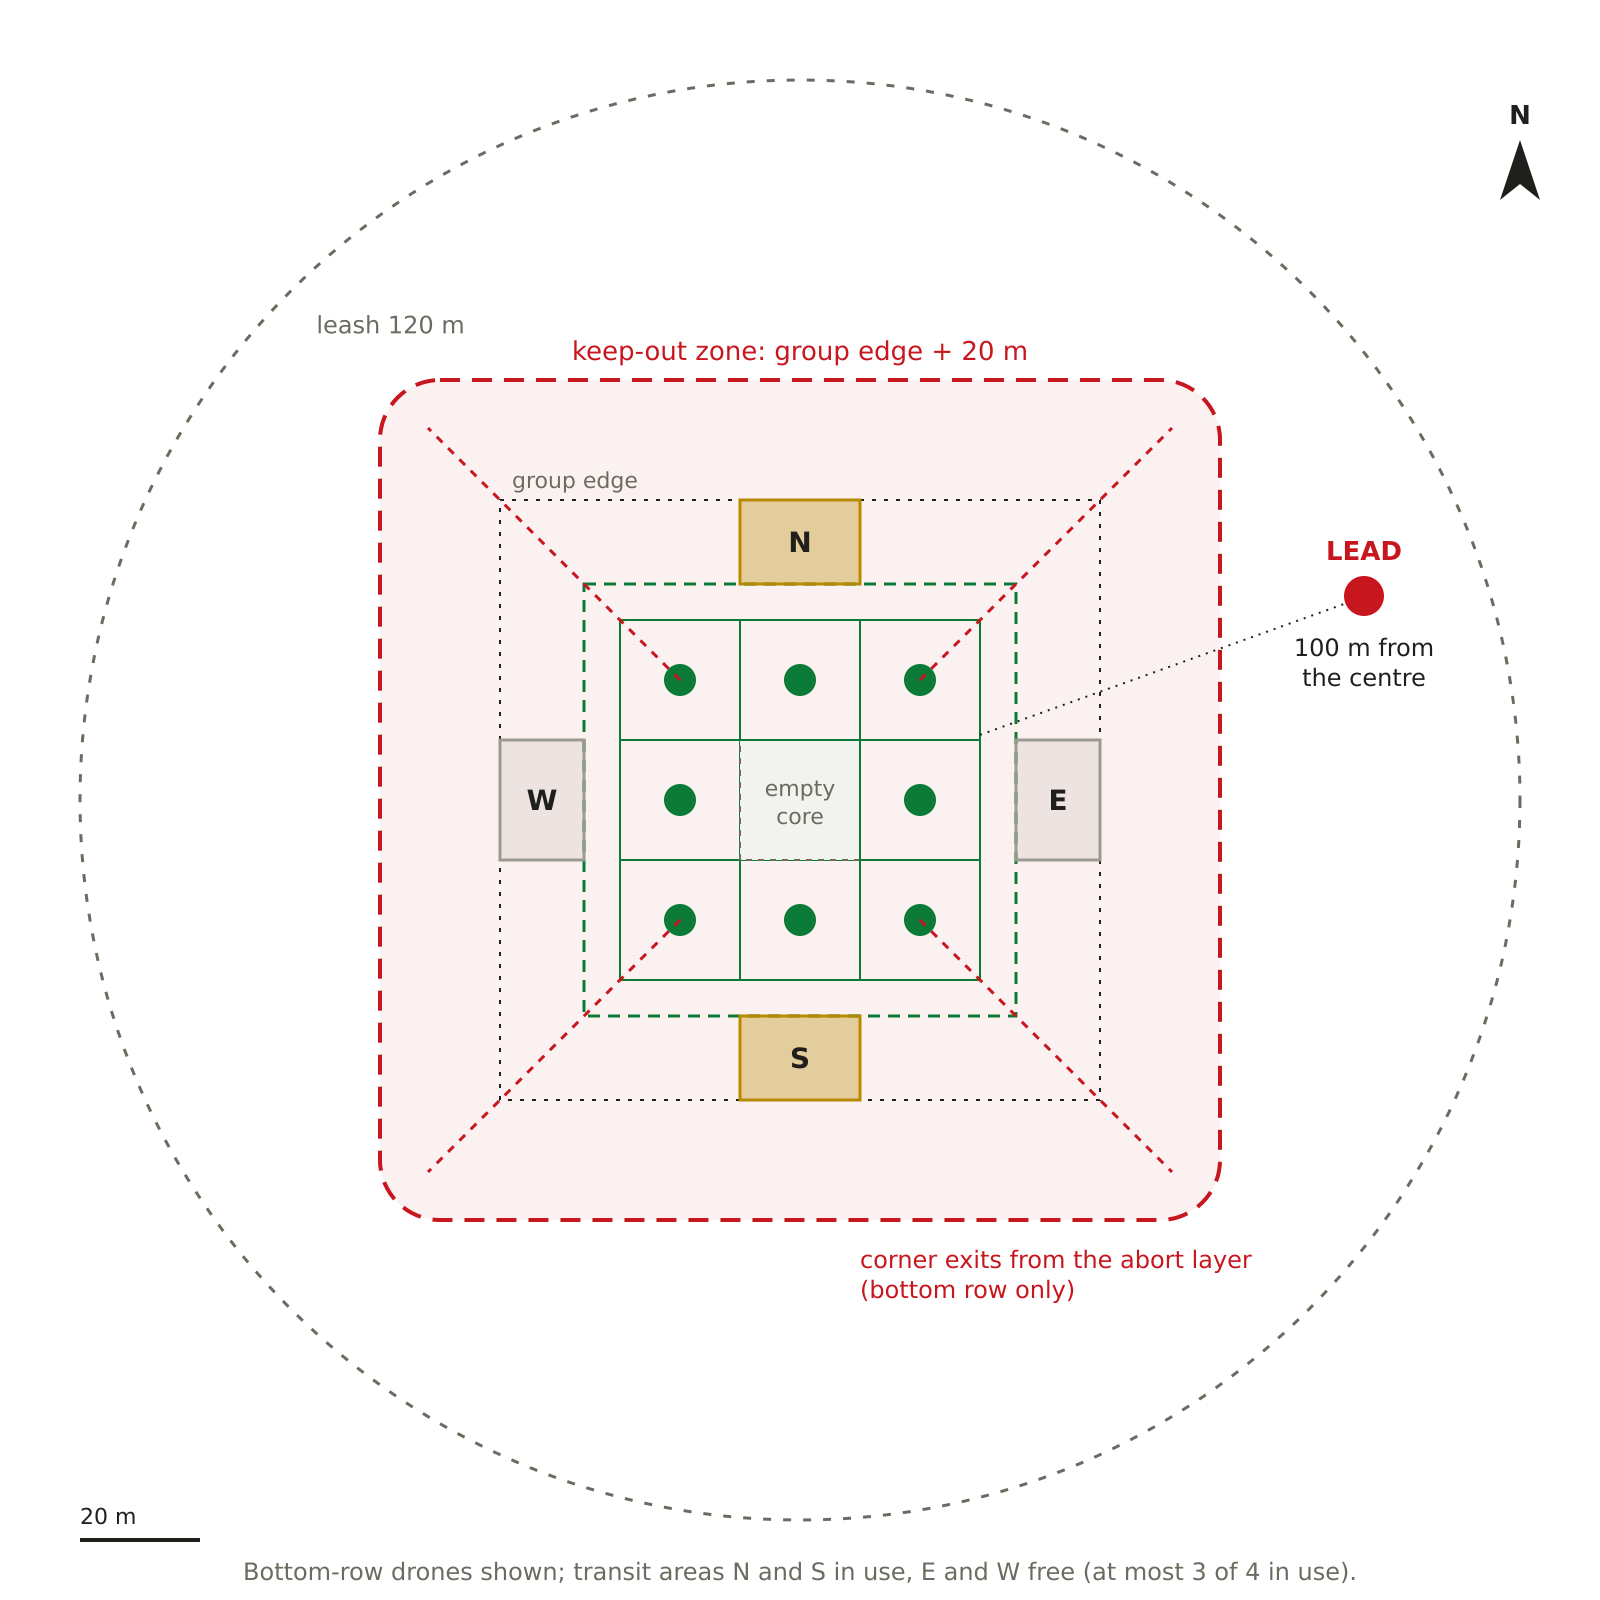 N
leash 120 m
keep-out zone: group edge + 20 m
group edge
N
LEAD
100 m from
the centre
W
empty
core
E
S
corner exits from the abort layer
(bottom row only)
20 m
Bottom-row drones shown; transit areas N and S in use, E and W free (at most 3 of 4 in use).